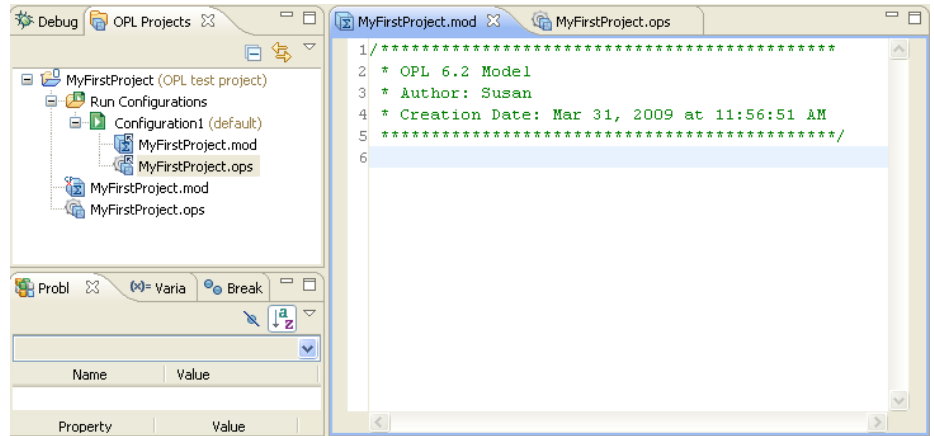 Debug OPL Projects
MyFirstProject (OPL test project)
Run Configurations
Configuration1 (default)
MyFirstProject.mod
MyFirstProject.ops
MyFirstProject.mod
MyFirstProject.ops
Probl (x)= Varia Break
Name Value
Property Value
MyFirstProject.mod MyFirstProject.ops
1 /*********************************************
2 * OPL 6.2 Model
3 * Author: Susan
4 * Creation Date: Mar 31, 2009 at 11:56:51 AM
5 *********************************************/
6